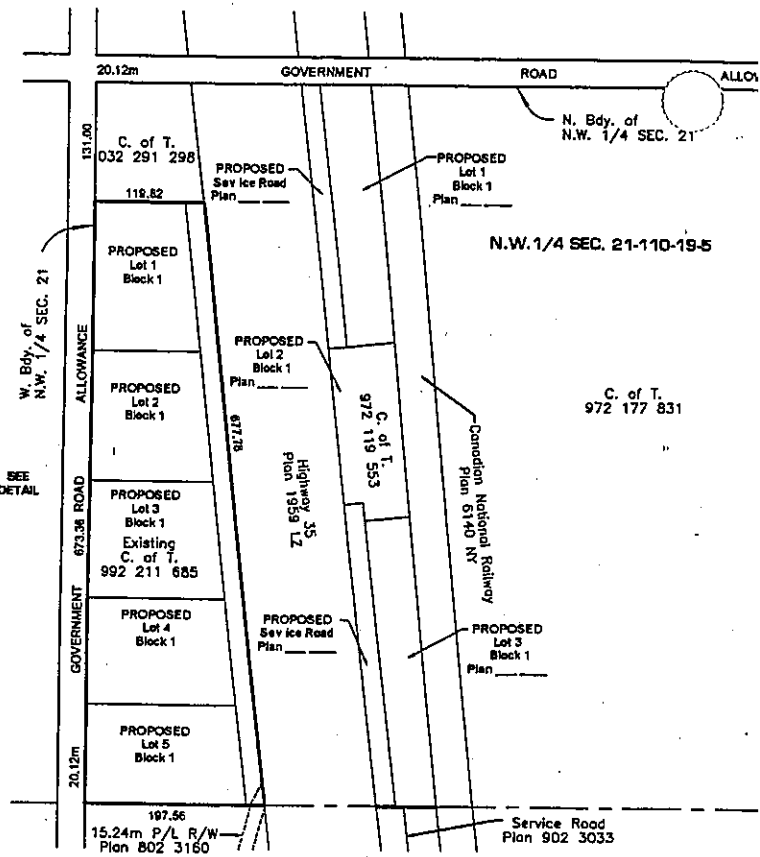 20.12m
GOVERNMENT
ROAD
ALLOW
N. Bdy. of
N.W. 1/4 SEC. 21
131.00
C. of T.
032 291 298
119.82
PROPOSED
Sev ice Road
Plan
PROPOSED
Lot 1
Block 1
Plan
N.W.1/4 SEC. 21-110-19-5
W. Bdy. of
N.W. 1/4 SEC. 21
PROPOSED
Lot 1
Block 1
ALLOWANCE
PROPOSED
Lot 2
Block 1
Plan
PROPOSED
Lot 2
Block 1
677.78
C. of T.
972 119 553
C. of T.
972 177 831
SEE
DETAIL
673.36 ROAD
PROPOSED
Lot 3
Block 1
Existing
C. of T.
992 211 685
Highway 35
Plan 1959 LZ
Canadian National Railway
Plan 6140 NY
GOVERNMENT
PROPOSED
Lot 4
Block 1
PROPOSED
Sev ice Road
Plan
PROPOSED
Lot 3
Block 1
Plan
20.12m
PROPOSED
Lot 5
Block 1
197.56
15.24m P/L R/W
Plan 802 3160
Service Road
Plan 902 3033